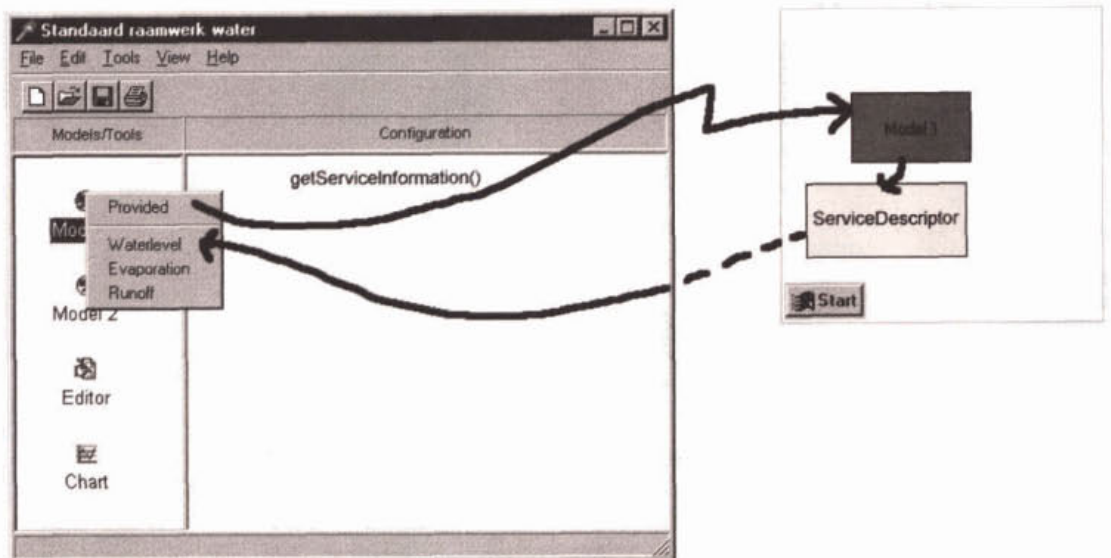 Standaard raamwerk water
File Edit Tools View Help
Models/Tools
Configuration
getServiceInformation()
Provided
Waterlevel
Evaporation
Runoff
Model 2
Editor
Chart
Model 1
ServiceDescriptor
Start